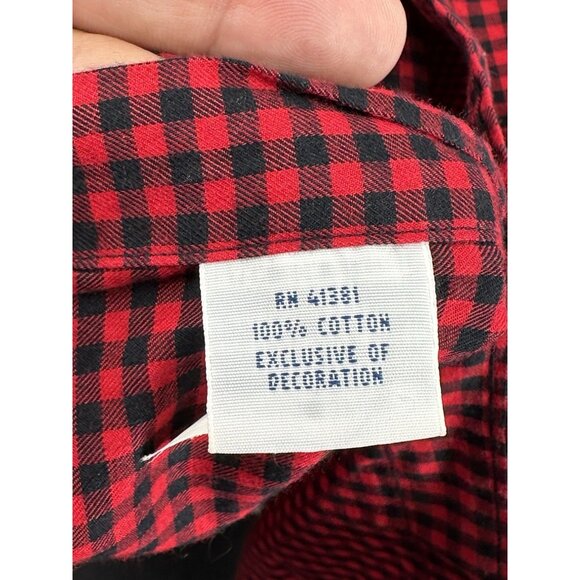 RN 41381
100% COTTON
EXCLUSIVE OF
DECORATION